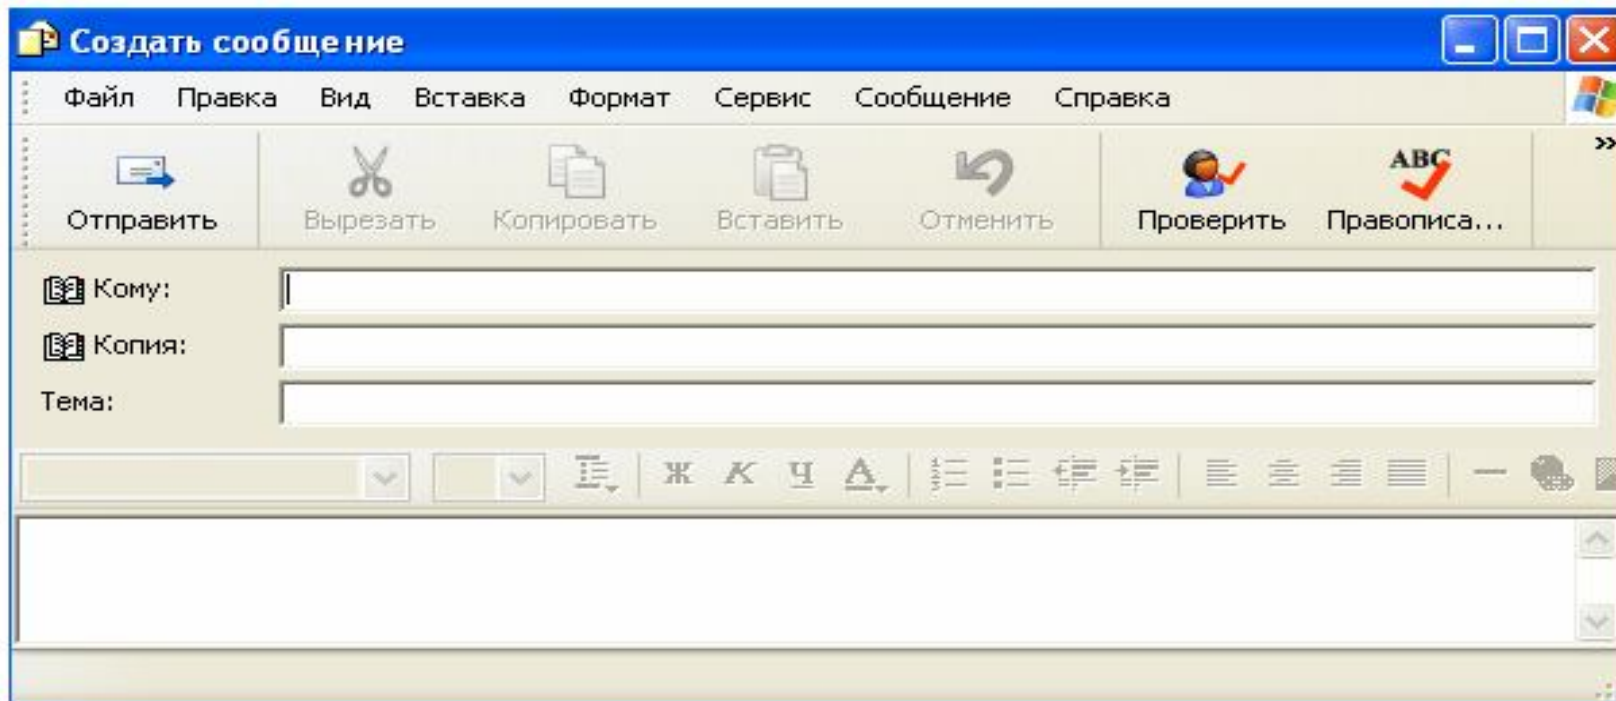 Создать сообщение
Файл Правка Вид Вставка Формат Сервис Сообщение Справка
ABC
Отправить Вырезать Копировать Вставить Отменить Проверить Правописа...
Кому:
Копия:
Тема:
Ж К Ч А